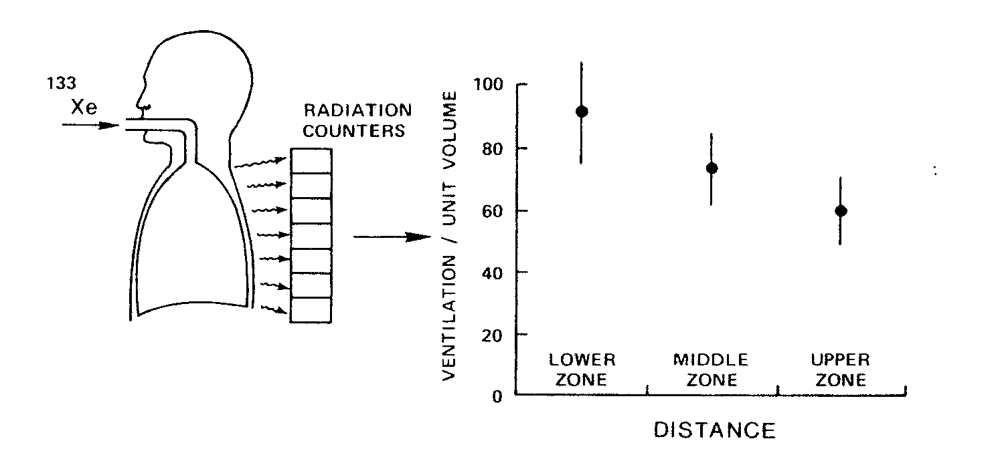 133
Xe
RADIATION
COUNTERS
VENTILATION / UNIT VOLUME
100
80
60
40
20
0
LOWER
ZONE
MIDDLE
ZONE
UPPER
ZONE
DISTANCE